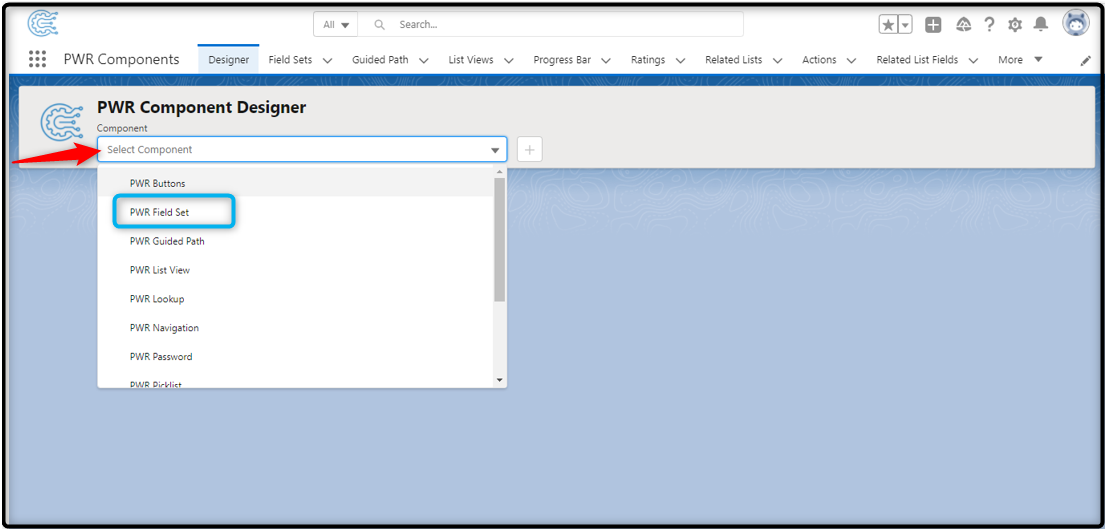 All
Search...
PWR Components
Designer
Field Sets
Guided Path
List Views
Progress Bar
Ratings
Related Lists
Actions
Related List Fields
More
PWR Component Designer
Component
Select Component
PWR Buttons
PWR Field Set
PWR Guided Path
PWR List View
PWR Lookup
PWR Navigation
PWR Password
PWR Picklist